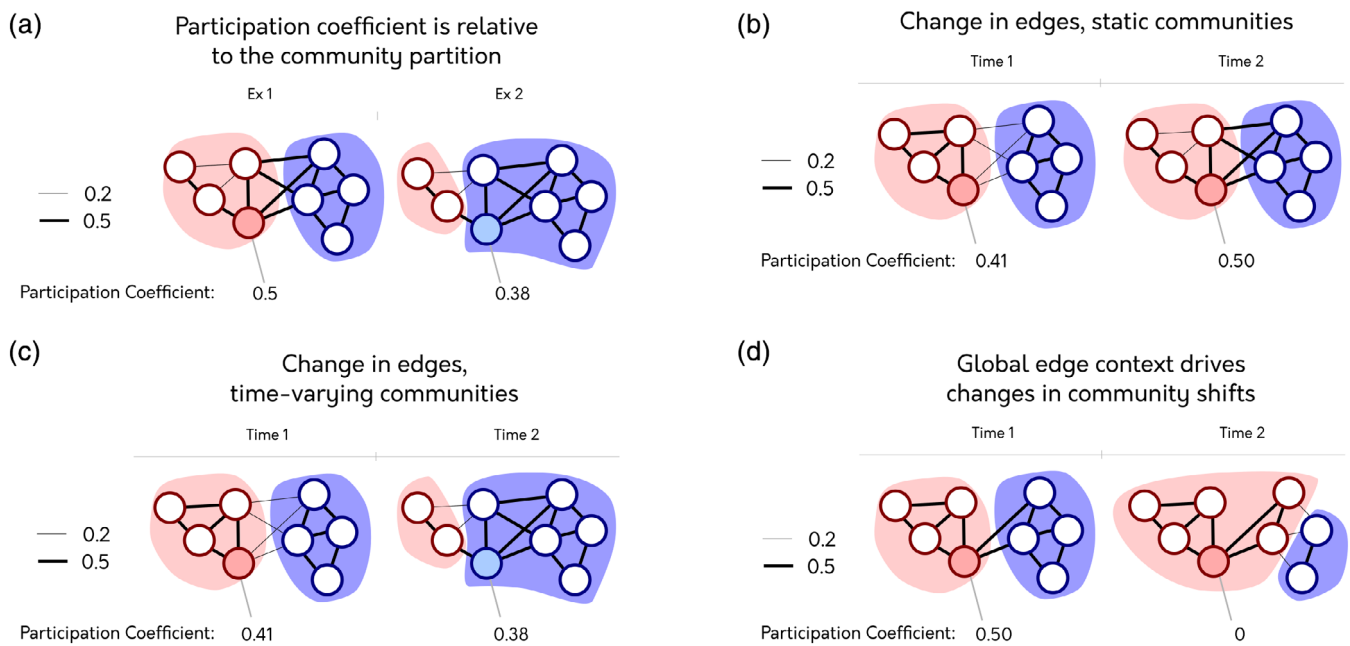 (a)
Participation coefficient is relative
to the community partition
Ex 1
Ex 2
0.2
0.5
Participation Coefficient:
0.5
0.38
(b)
Change in edges, static communities
Time 1
Time 2
0.2
0.5
Participation Coefficient:
0.41
0.50
(c)
Change in edges,
time-varying communities
Time 1
Time 2
0.2
0.5
Participation Coefficient:
0.41
0.38
(d)
Global edge context drives
changes in community shifts
Time 1
Time 2
0.2
0.5
Participation Coefficient:
0.50
0